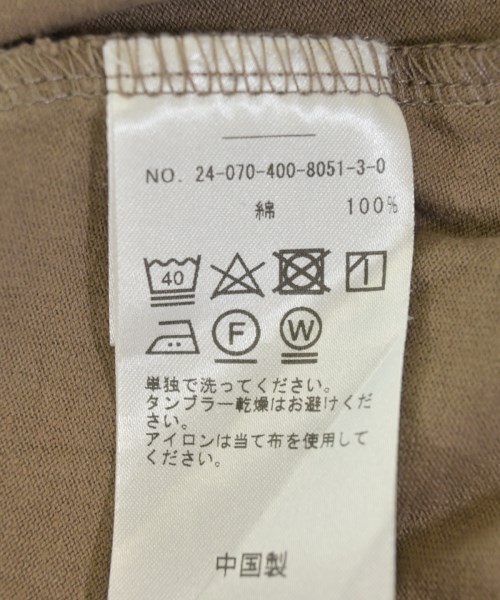 NO. 24-070-400-8051-3-0
綿 100%
40
F W
単独で洗ってください。
タンブラー乾燥はお避けくだ
さい。
アイロンは当て布を使用して
ください。
中国製